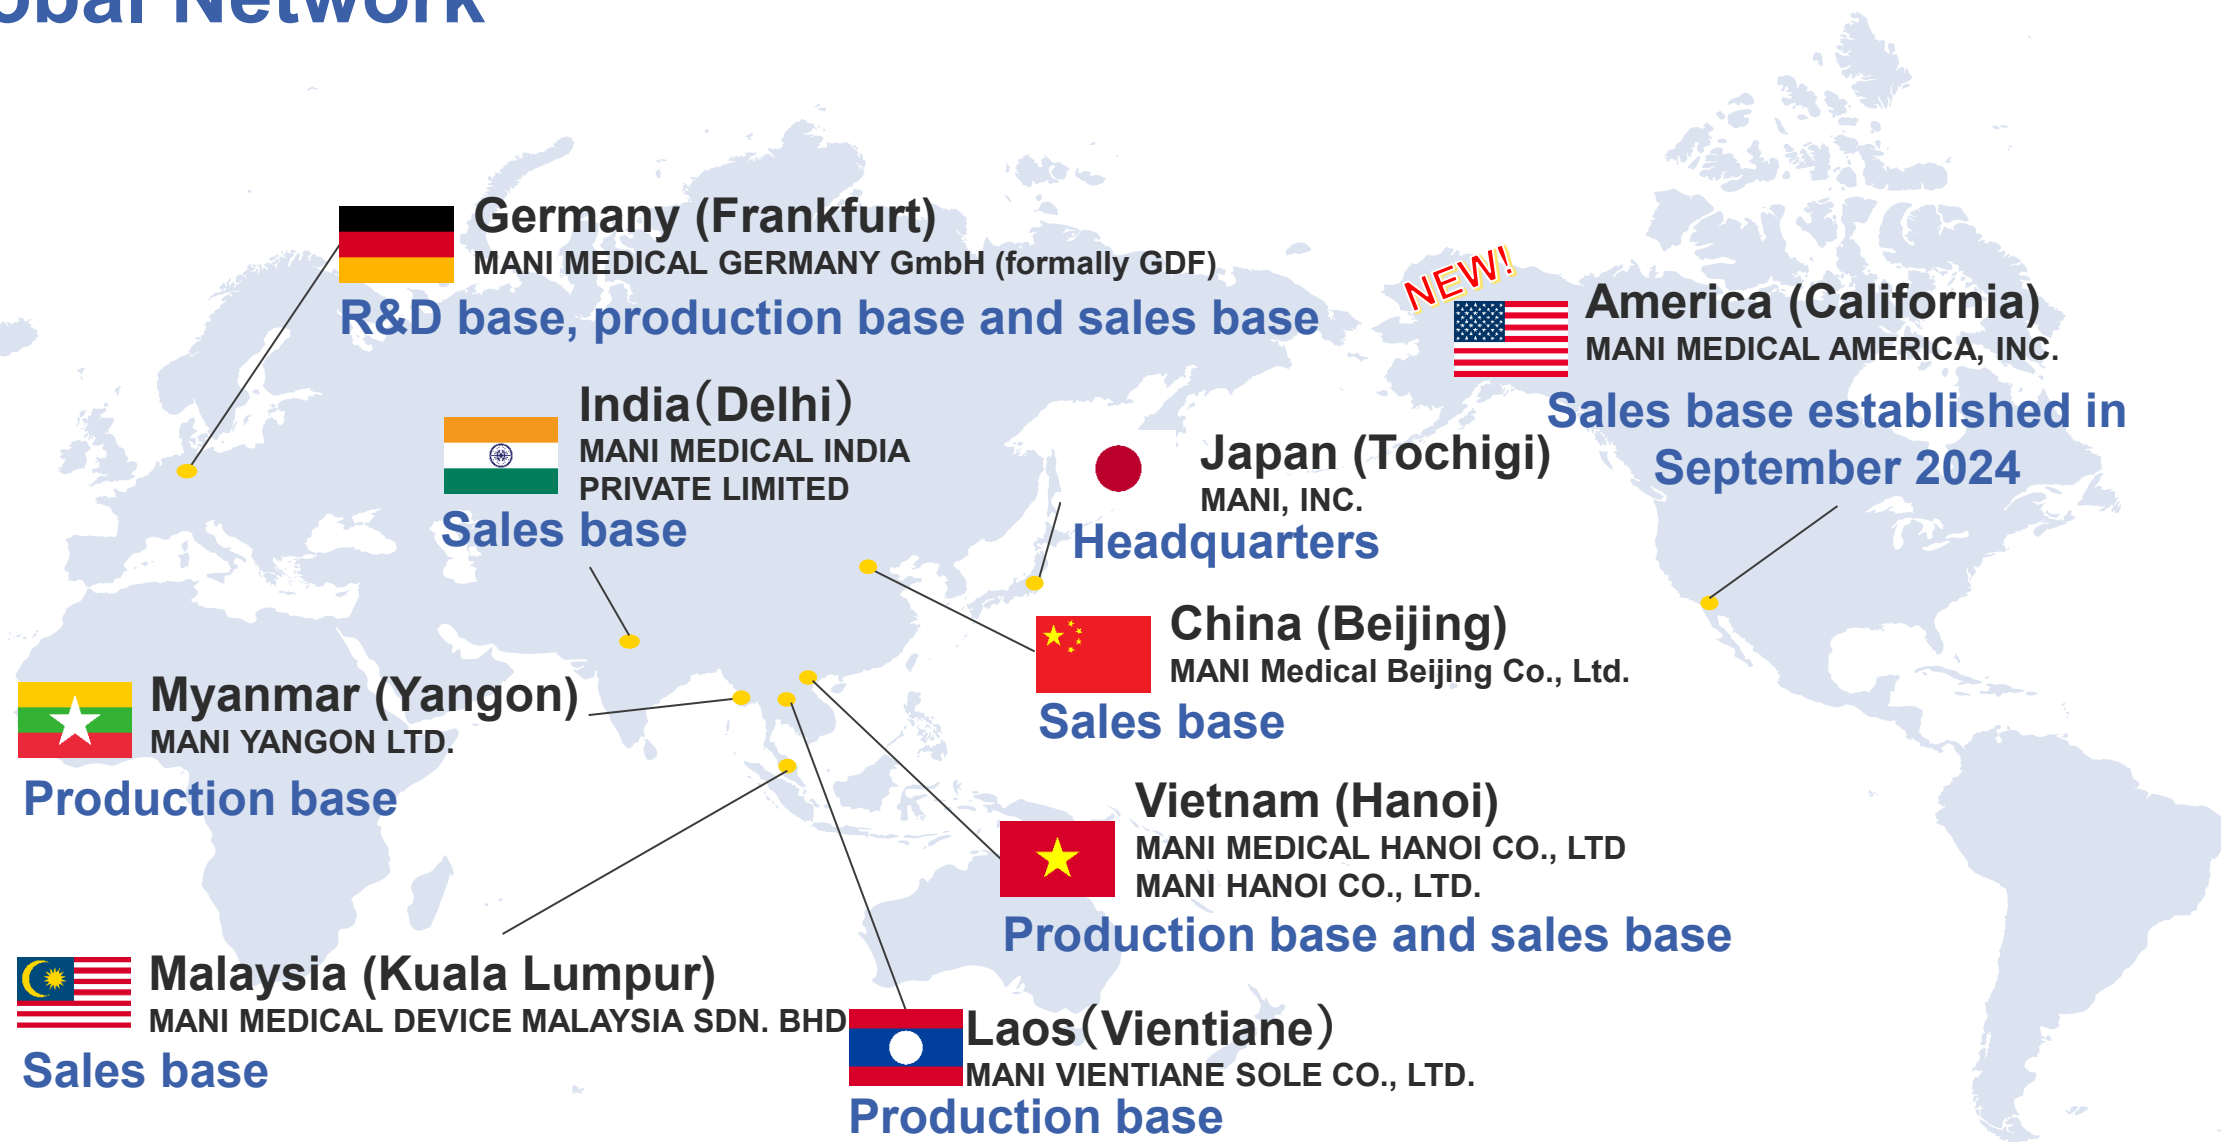 Global Network
Germany (Frankfurt)
MANI MEDICAL GERMANY GmbH (formally GDF)
R&D base, production base and sales base
NEW!
America (California)
MANI MEDICAL AMERICA, INC.
Sales base established in
September 2024
India（Delhi）
MANI MEDICAL INDIA
PRIVATE LIMITED
Sales base
Japan (Tochigi)
MANI, INC.
Headquarters
China (Beijing)
MANI Medical Beijing Co., Ltd.
Sales base
Myanmar (Yangon)
MANI YANGON LTD.
Production base
Vietnam (Hanoi)
MANI MEDICAL HANOI CO., LTD
MANI HANOI CO., LTD.
Production base and sales base
Malaysia (Kuala Lumpur)
MANI MEDICAL DEVICE MALAYSIA SDN. BHD
Sales base
Laos（Vientiane）
MANI VIENTIANE SOLE CO., LTD.
Production base